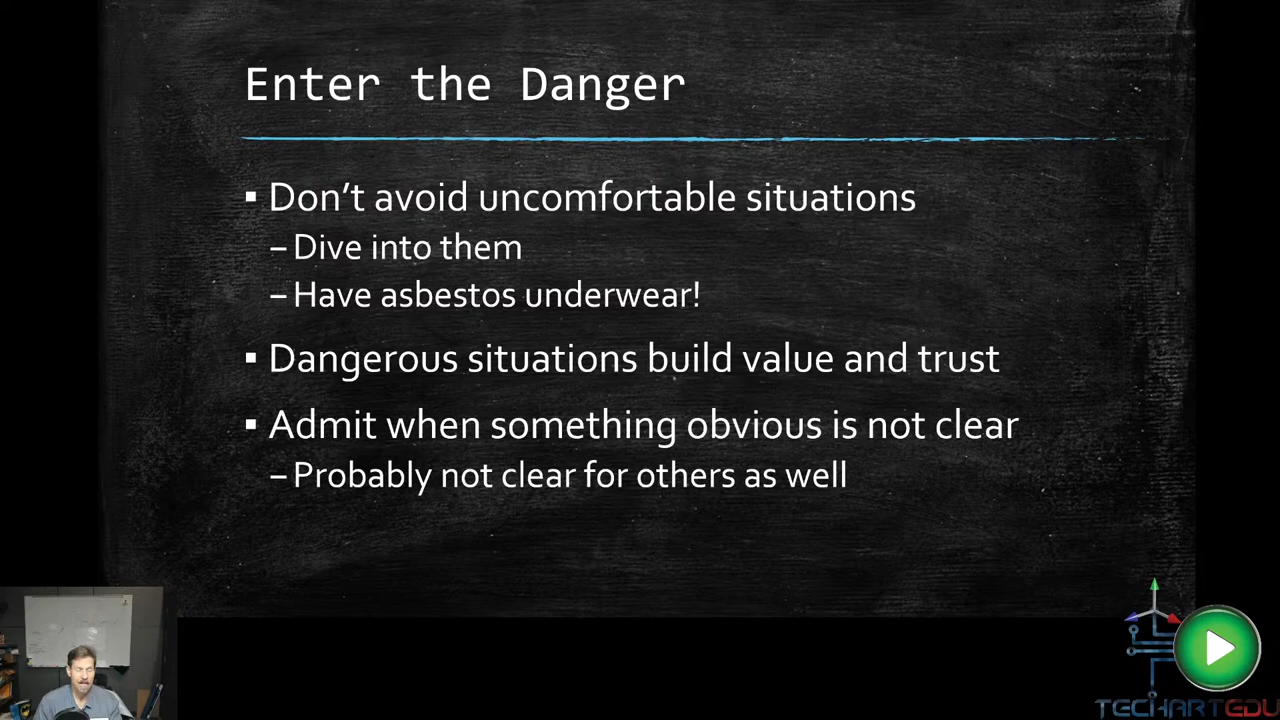 Enter the Danger
▪ Don’t avoid uncomfortable situations
– Dive into them
– Have asbestos underwear!
▪ Dangerous situations build value and trust
▪ Admit when something obvious is not clear
– Probably not clear for others as well
TECHARTEDU